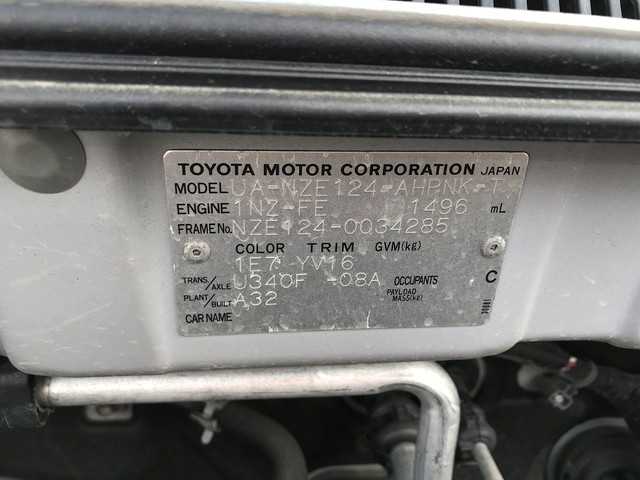 TOYOTA MOTOR CORPORATION JAPAN
MODEL UA-NZE124-AHPNK-T
ENGINE 1NZ-FE 1496 mL
FRAME No. NZE124-0034285
COLOR TRIM GVM(kg)
1E7 YV16
TRANS/AXLE U340F -08A OCCUPANTS C
PLANT/BUILT A32 PAYLOAD MASS(kg)
CAR NAME